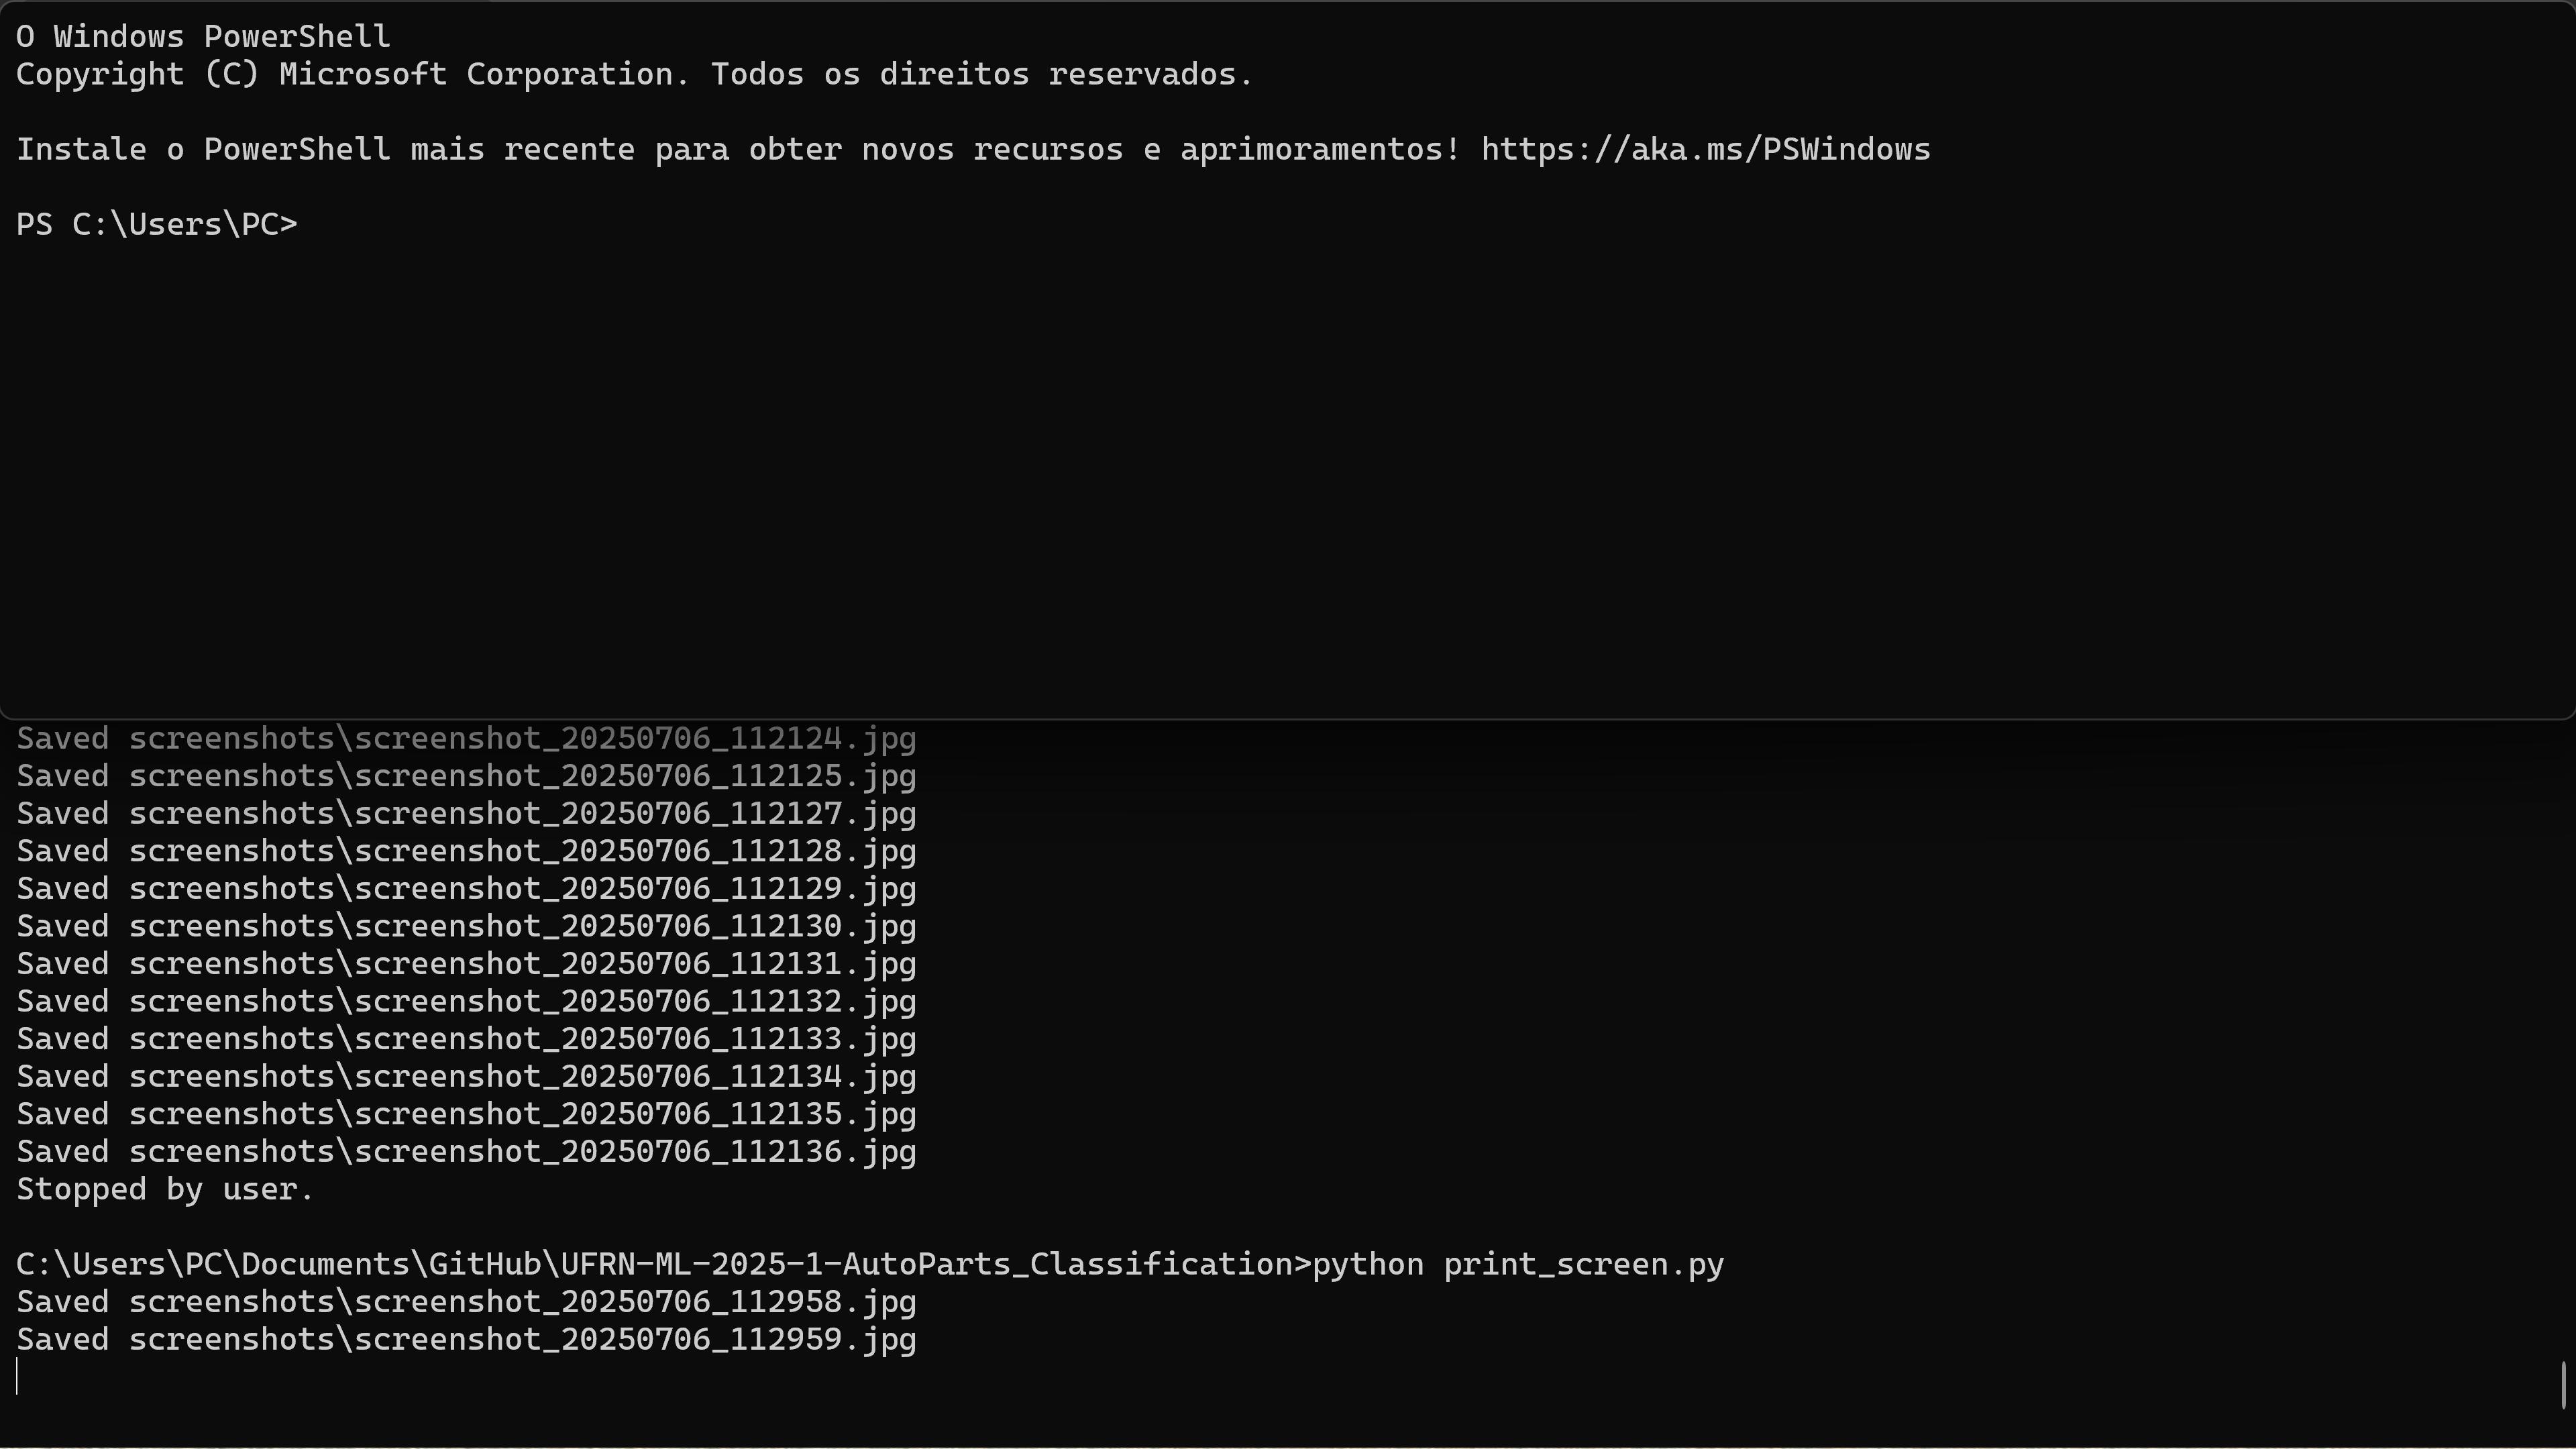 O Windows PowerShell
Copyright (C) Microsoft Corporation. Todos os direitos reservados.
Instale o PowerShell mais recente para obter novos recursos e aprimoramentos! https://aka.ms/PSWindows
PS C:\Users\PC>
Saved screenshots\screenshot_20250706_112124.jpg
Saved screenshots\screenshot_20250706_112125.jpg
Saved screenshots\screenshot_20250706_112127.jpg
Saved screenshots\screenshot_20250706_112128.jpg
Saved screenshots\screenshot_20250706_112129.jpg
Saved screenshots\screenshot_20250706_112130.jpg
Saved screenshots\screenshot_20250706_112131.jpg
Saved screenshots\screenshot_20250706_112132.jpg
Saved screenshots\screenshot_20250706_112133.jpg
Saved screenshots\screenshot_20250706_112134.jpg
Saved screenshots\screenshot_20250706_112135.jpg
Saved screenshots\screenshot_20250706_112136.jpg
Stopped by user.
C:\Users\PC\Documents\GitHub\UFRN-ML-2025-1-AutoParts_Classification>python print_screen.py
Saved screenshots\screenshot_20250706_112958.jpg
Saved screenshots\screenshot_20250706_112959.jpg